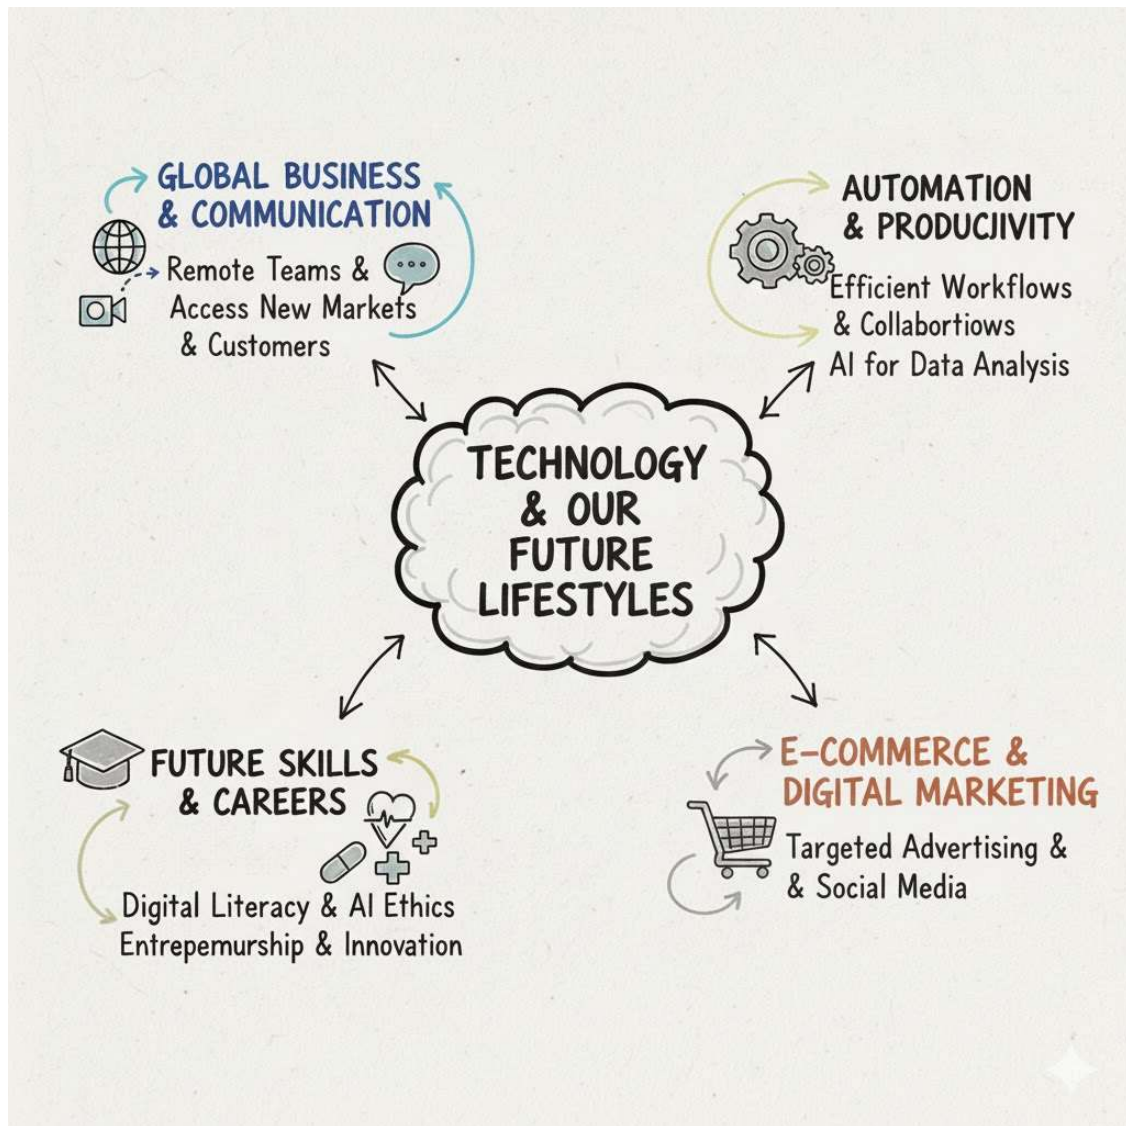 GLOBAL BUSINESS
& COMMUNICATION
Remote Teams &
Access New Markets
& Customers
AUTOMATION
& PRODUCJIVITY
Efficient Workflows
& Collabortiows
AI for Data Analysis
TECHNOLOGY
& OUR
FUTURE
LIFESTYLES
FUTURE SKILLS
& CAREERS
Digital Literacy & AI Ethics
Entrepemurship & Innovation
E-COMMERCE &
DIGITAL MARKETING
Targeted Advertising &
& Social Media